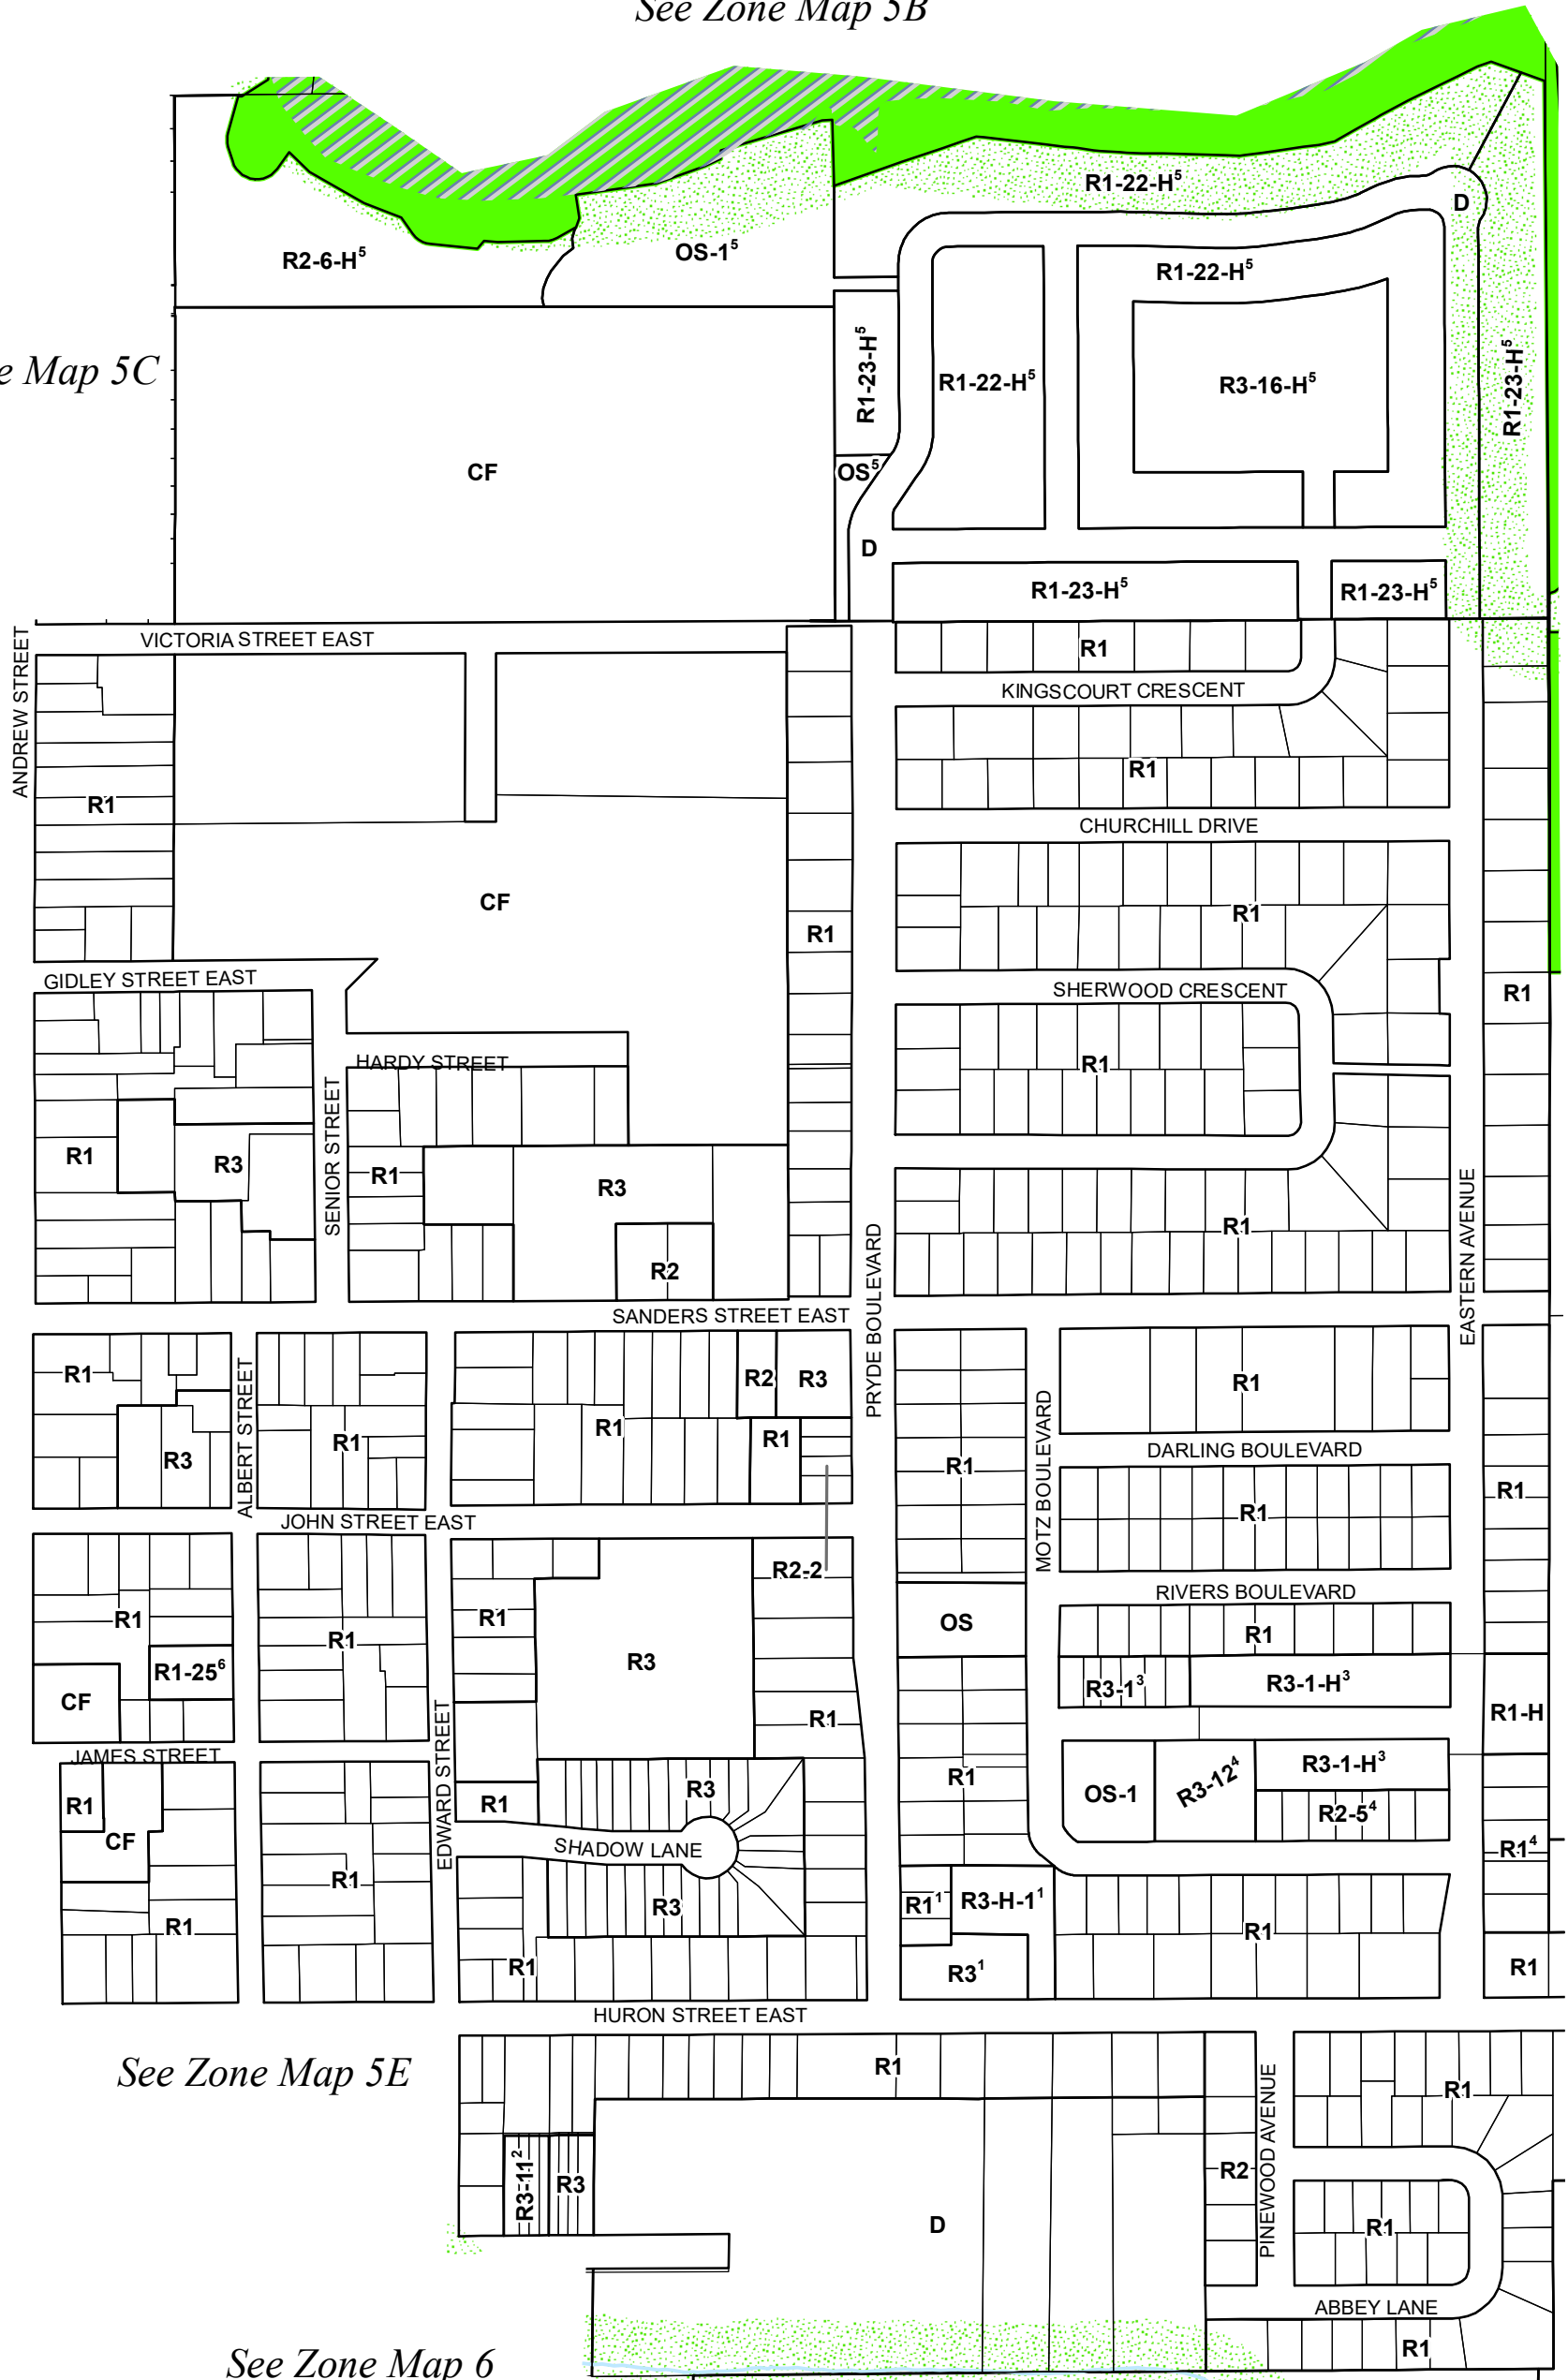 See Zone Map 5B
R1-22-H⁵
D
R2-6-H⁵
OS-1⁵
R1-22-H⁵
R1-23-H⁵
R1-22-H⁵
R3-16-H⁵
R1-23-H⁵
e Map 5C
CF
OS⁵
D
R1-23-H⁵
R1-23-H⁵
VICTORIA STREET EAST
R1
ANDREW STREET
KINGSCOURT CRESCENT
R1
R1
CHURCHILL DRIVE
CF
R1
R1
GIDLEY STREET EAST
SHERWOOD CRESCENT
R1
HARDY STREET
R1
SENIOR STREET
R1
R3
R1
R3
R1
R2
PRYDE BOULEVARD
EASTERN AVENUE
SANDERS STREET EAST
R1
R2
R3
R1
ALBERT STREET
R1
R1
R1
R3
MOTZ BOULEVARD
DARLING BOULEVARD
R1
R1
R1
JOHN STREET EAST
R2-2
RIVERS BOULEVARD
R1
R1
OS
R1
R1
R3
R1-25⁶
CF
R3-1³
R3-1-H³
R1-H
R1
JAMES STREET
EDWARD STREET
R1
R3
R1
R1
OS-1
R3-12⁴
R3-1-H³
R2-5⁴
CF
SHADOW LANE
R1⁴
R1
R3
R1¹
R3-H-1¹
R1
R1
R1
R3¹
R1
HURON STREET EAST
See Zone Map 5E
R1
R1
PINEWOOD AVENUE
R3-11²
R3
R2
D
R1
ABBEY LANE
R1
See Zone Map 6